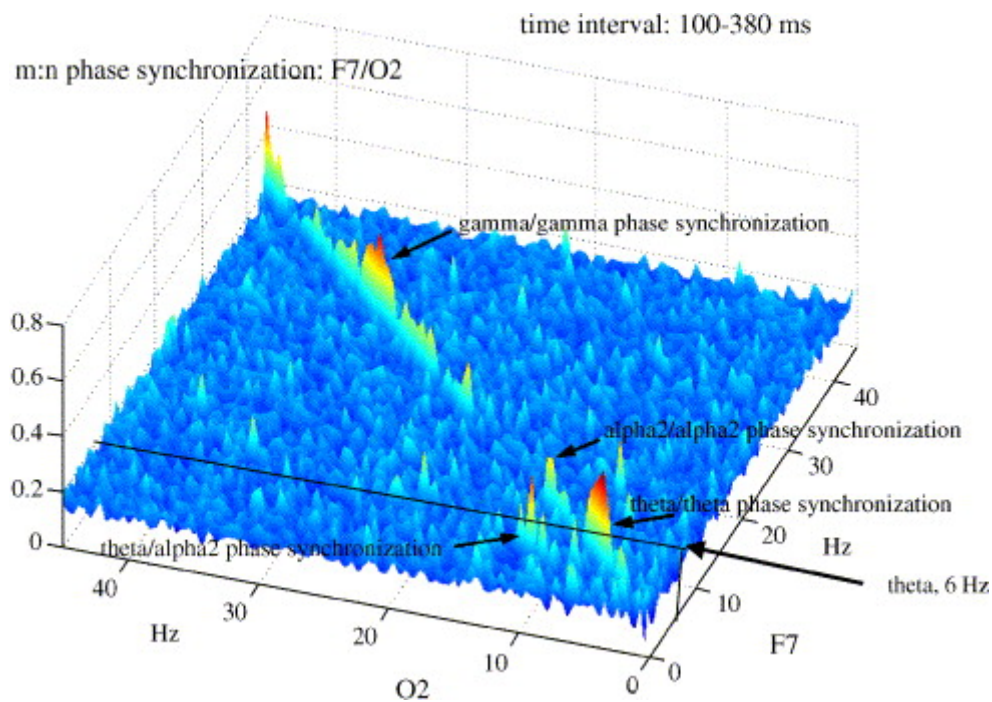 time interval: 100-380 ms
m:n phase synchronization: F7/O2
gamma/gamma phase synchronization
0.8
0.6
0.4
0.2
0
alpha2/alpha2 phase synchronization
theta/theta phase synchronization
theta/alpha2 phase synchronization
theta, 6 Hz
40
30
20
10
0
Hz
O2
40
30
20
10
0
Hz
F7